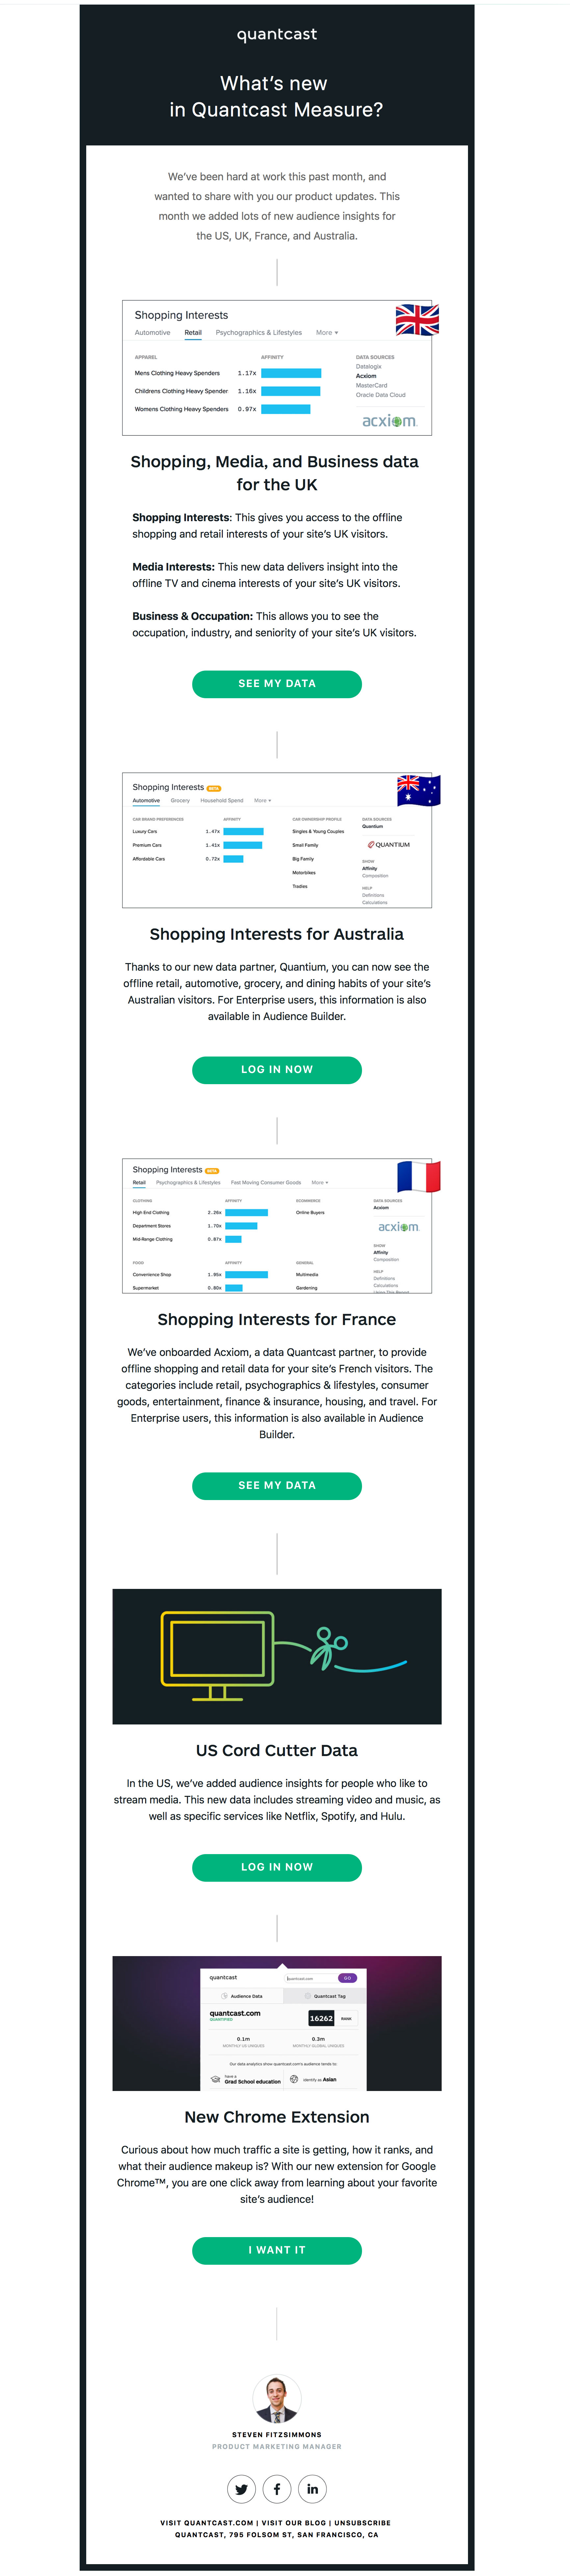 quantcast
What's new
in Quantcast Measure?
We've been hard at work this past month, and
wanted to share with you our product updates. This
month we added lots of new audience insights for
the US, UK, France, and Australia.
Shopping Interests
Automotive Retail Psychographics & Lifestyles More ▾
APPAREL AFFINITY DATA SOURCES
Datalogix
Mens Clothing Heavy Spenders 1.17x Acxiom
MasterCard
Childrens Clothing Heavy Spender 1.16x Oracle Data Cloud
Womens Clothing Heavy Spenders 0.97x
acxiom
Shopping, Media, and Business data
for the UK
Shopping Interests: This gives you access to the offline
shopping and retail interests of your site's UK visitors.
Media Interests: This new data delivers insight into the
offline TV and cinema interests of your site's UK visitors.
Business & Occupation: This allows you to see the
occupation, industry, and seniority of your site's UK visitors.
SEE MY DATA
Shopping Interests BETA
Automotive Grocery Household Spend More ▾
CAR BRAND PREFERENCES AFFINITY CAR OWNERSHIP PROFILE DATA SOURCES
Quantium
Luxury Cars 1.47x Singles & Young Couples
Premium Cars 1.41x Small Family QUANTIUM
Affordable Cars 0.72x Big Family SHOW
Affinity
Motorbikes Composition
Tradies HELP
Definitions
Calculations
Shopping Interests for Australia
Thanks to our new data partner, Quantium, you can now see the
offline retail, automotive, grocery, and dining habits of your site's
Australian visitors. For Enterprise users, this information is also
available in Audience Builder.
LOG IN NOW
Shopping Interests BETA
Retail Psychographics & Lifestyles Fast Moving Consumer Goods More ▾
CLOTHING AFFINITY ECOMMERCE DATA SOURCES
Acxiom
High End Clothing 2.26x Online Buyers
Department Stores 1.70x acxiom
Mid-Range Clothing 0.87x
SHOW
Affinity
Composition
FOOD AFFINITY GENERAL
HELP
Convenience Shop 1.95x Multimedia
Definitions
Supermarket 0.80x Gardening Calculations
Shopping Interests for France
We've onboarded Acxiom, a data Quantcast partner, to provide
offline shopping and retail data for your site's French visitors. The
categories include retail, psychographics & lifestyles, consumer
goods, entertainment, finance & insurance, housing, and travel. For
Enterprise users, this information is also available in Audience
Builder.
SEE MY DATA
US Cord Cutter Data
In the US, we've added audience insights for people who like to
stream media. This new data includes streaming video and music, as
well as specific services like Netflix, Spotify, and Hulu.
LOG IN NOW
quantcast quantcast.com GO
Audience Data Quantcast Tag
quantcast.com
QUANTIFIED 16262 RANK
0.1m 0.3m
MONTHLY US UNIQUES MONTHLY GLOBAL UNIQUES
Our data analytics show quantcast.com's audience tends to:
have a
Grad School education identify as Asian
New Chrome Extension
Curious about how much traffic a site is getting, how it ranks, and
what their audience makeup is? With our new extension for Google
Chrome™, you are one click away from learning about your favorite
site's audience!
I WANT IT
STEVEN FITZSIMMONS
PRODUCT MARKETING MANAGER
VISIT QUANTCAST.COM | VISIT OUR BLOG | UNSUBSCRIBE
QUANTCAST, 795 FOLSOM ST, SAN FRANCISCO, CA